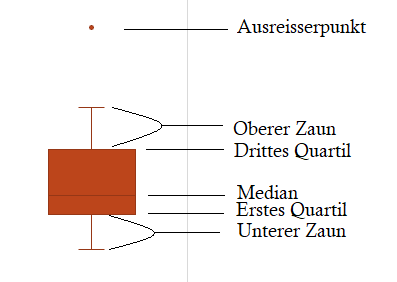 Ausreisserpunkt
Oberer Zaun
Drittes Quartil
Median
Erstes Quartil
Unterer Zaun